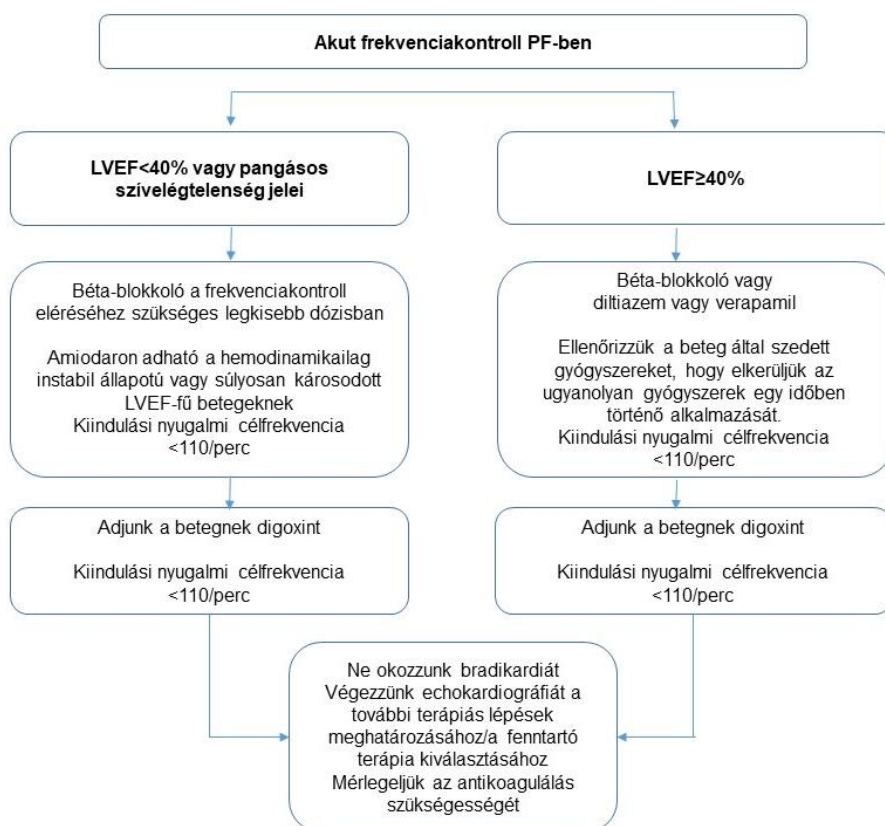 Akut frekvenciakontroll PF-ben
LVEF<40% vagy pangásos
szívelégtelenség jelei
LVEF≥40%
Béta-blokkoló a frekvenciakontroll
eléréséhez szükséges legkisebb dózisban
Amiodaron adható a hemodinamikailag
instabil állapotú vagy súlyosan károsodott
LVEF-fű betegeknek
Kiindulási nyugalmi célfrekvencia
<110/perc
Béta-blokkoló vagy
diltiazem vagy verapamil
Ellenőrizzük a beteg által szedett
gyógyszereket, hogy elkerüljük az
ugyanolyan gyógyszerek egy időben
történő alkalmazását.
Kiindulási nyugalmi célfrekvencia
<110/perc
Adjunk a betegnek digoxint
Kiindulási nyugalmi célfrekvencia
<110/perc
Adjunk a betegnek digoxint
Kiindulási nyugalmi célfrekvencia
<110/perc
Ne okozzunk bradikardiát
Végezzünk echokardiográfiát a
további terápiás lépések
meghatározásához/a fenntartó
terápia kiválasztásához
Mérlegeljük az antikoagulálás
szükségességét